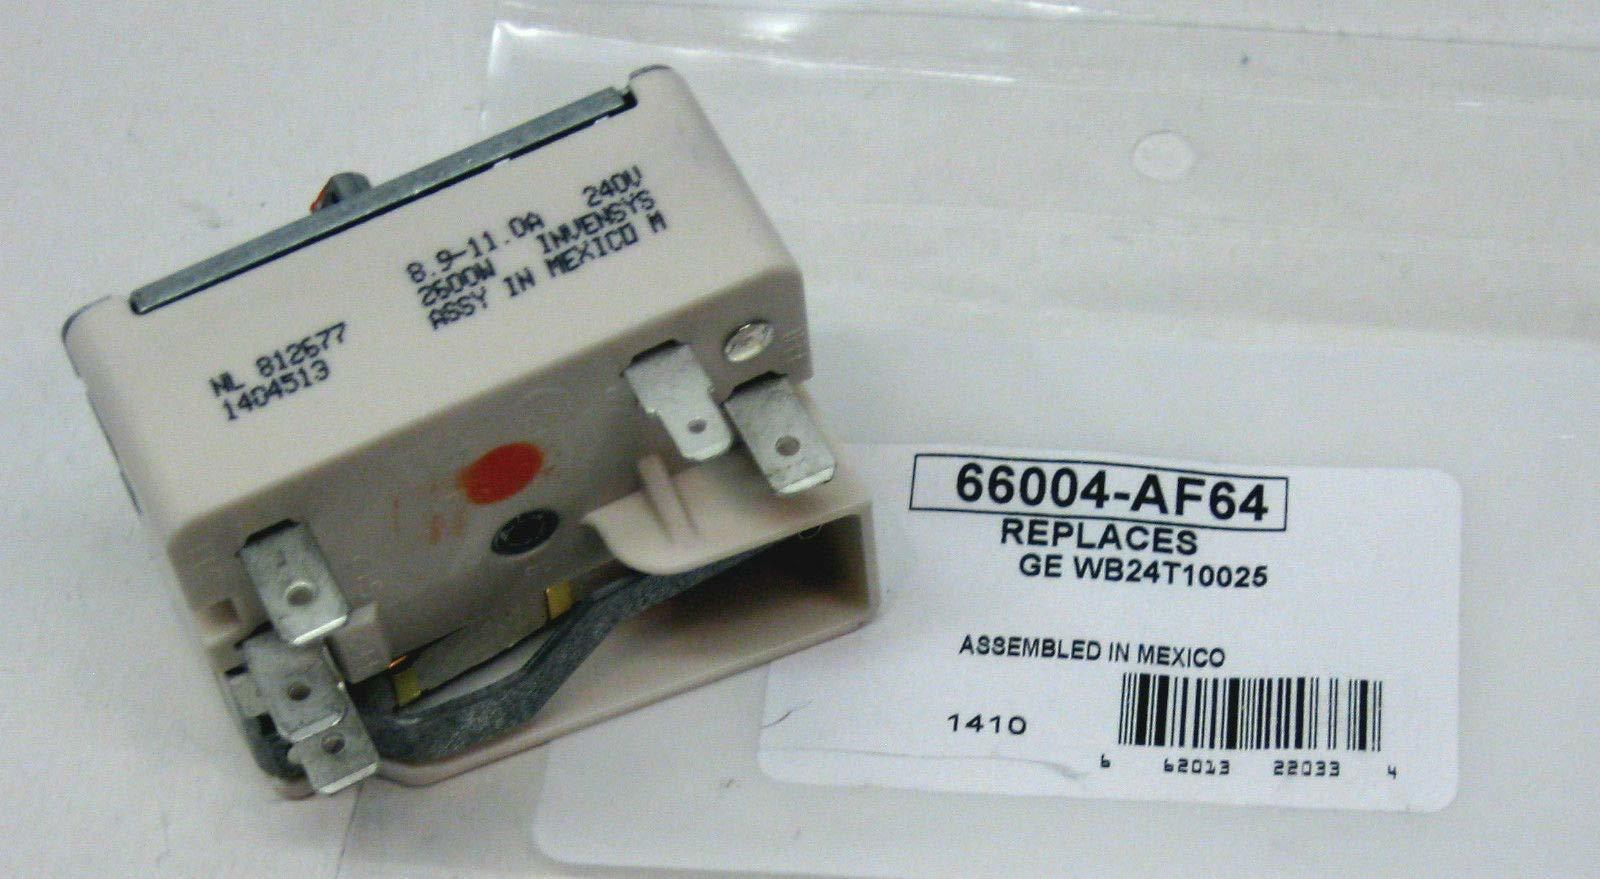 8.9-11.0A 240V
2600W INVENSYS
ASSY IN MEXICO M
NL 812677
1404513
66004-AF64
REPLACES
GE WB24T10025
ASSEMBLED IN MEXICO
1410
6 62013 22033 4